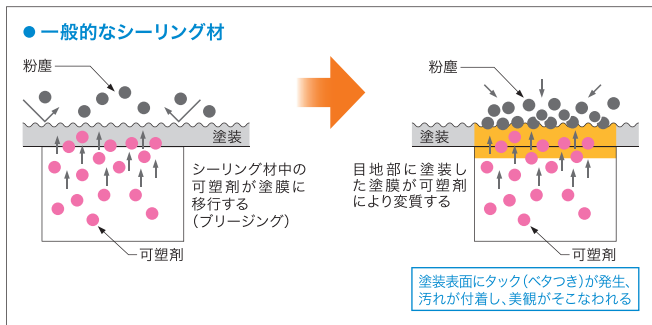 ● 一般的なシーリング材
粉塵
塗装
シーリング材中の
可塑剤が塗膜に
移行する
（ブリージング）
可塑剤
粉塵
塗装
目地部に塗装し
た塗膜が可塑剤
により変質する
可塑剤
塗装表面にタック（ベタつき）が発生、
汚れが付着し、美観がそこなわれる